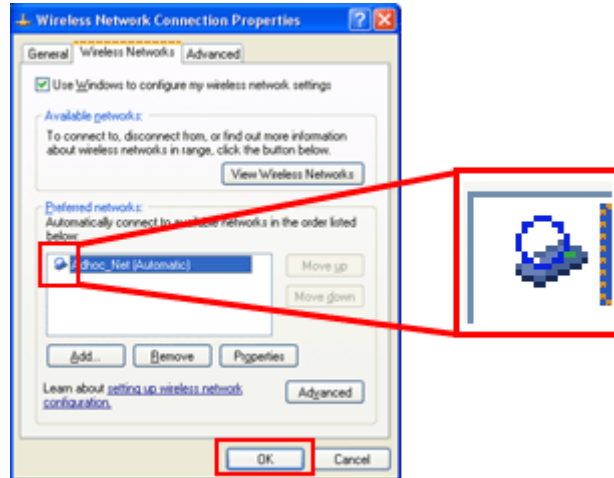 Wireless Network Connection Properties
General Wireless Networks Advanced
Use Windows to configure my wireless network settings
Available networks:
To connect to, disconnect from, or find out more information
about wireless networks in range, click the button below.
View Wireless Networks
Preferred networks:
Automatically connect to available networks in the order listed
below:
Adhoc_Net (Automatic)
Move up
Move down
Add... Remove Properties
Learn about setting up wireless network
configuration.
Advanced
OK Cancel